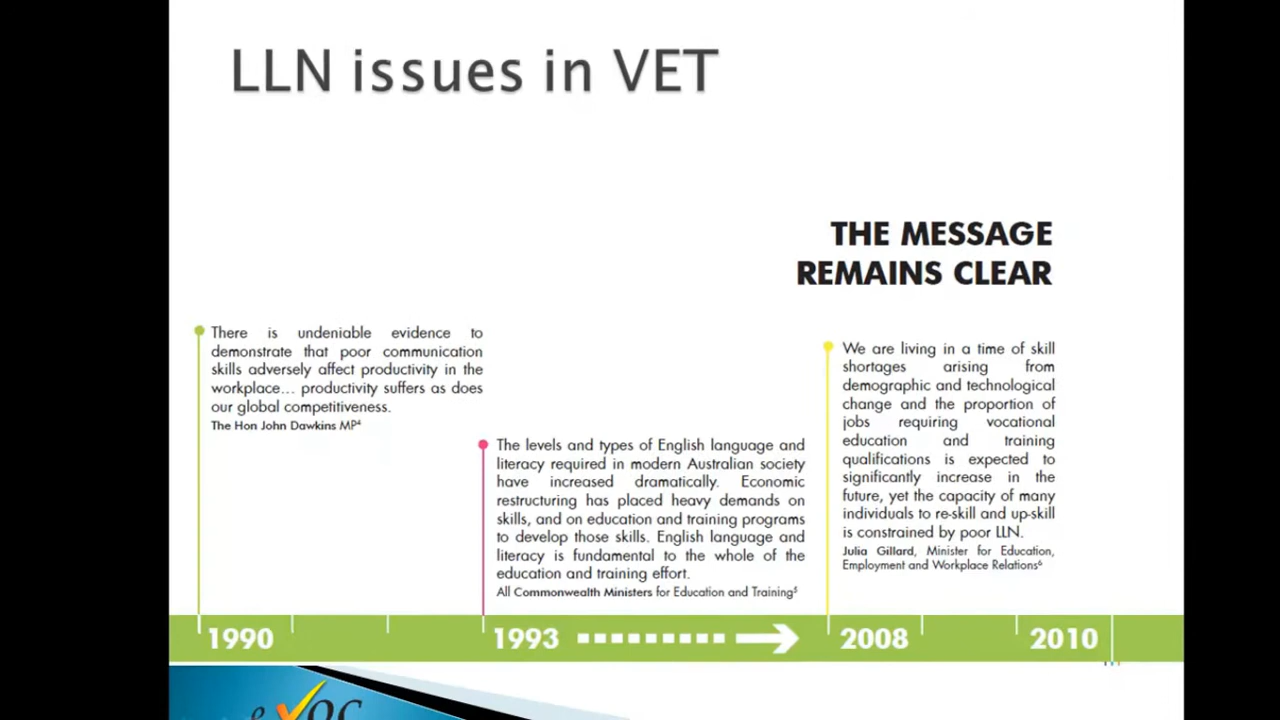 LLN issues in VET
THE MESSAGE
REMAINS CLEAR
There is undeniable evidence to
demonstrate that poor communication
skills adversely affect productivity in the
workplace... productivity suffers as does
our global competitiveness.
The Hon John Dawkins MP⁴
The levels and types of English language and
literacy required in modern Australian society
have increased dramatically. Economic
restructuring has placed heavy demands on
skills, and on education and training programs
to develop those skills. English language and
literacy is fundamental to the whole of the
education and training effort.
All Commonwealth Ministers for Education and Training⁵
We are living in a time of skill
shortages arising from
demographic and technological
change and the proportion of
jobs requiring vocational
education and training
qualifications is expected to
significantly increase in the
future, yet the capacity of many
individuals to re-skill and up-skill
is constrained by poor LLN.
Julia Gillard, Minister for Education,
Employment and Workplace Relations⁶
1990 1993 2008 2010